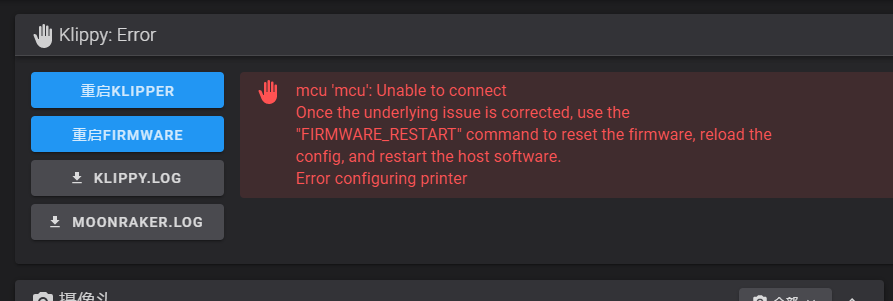 Klippy: Error
重启KLIPPER
重启FIRMWARE
KLIPPY.LOG
MOONRAKER.LOG
mcu 'mcu': Unable to connect
Once the underlying issue is corrected, use the
"FIRMWARE_RESTART" command to reset the firmware, reload the
config, and restart the host software.
Error configuring printer
摄像头
全部